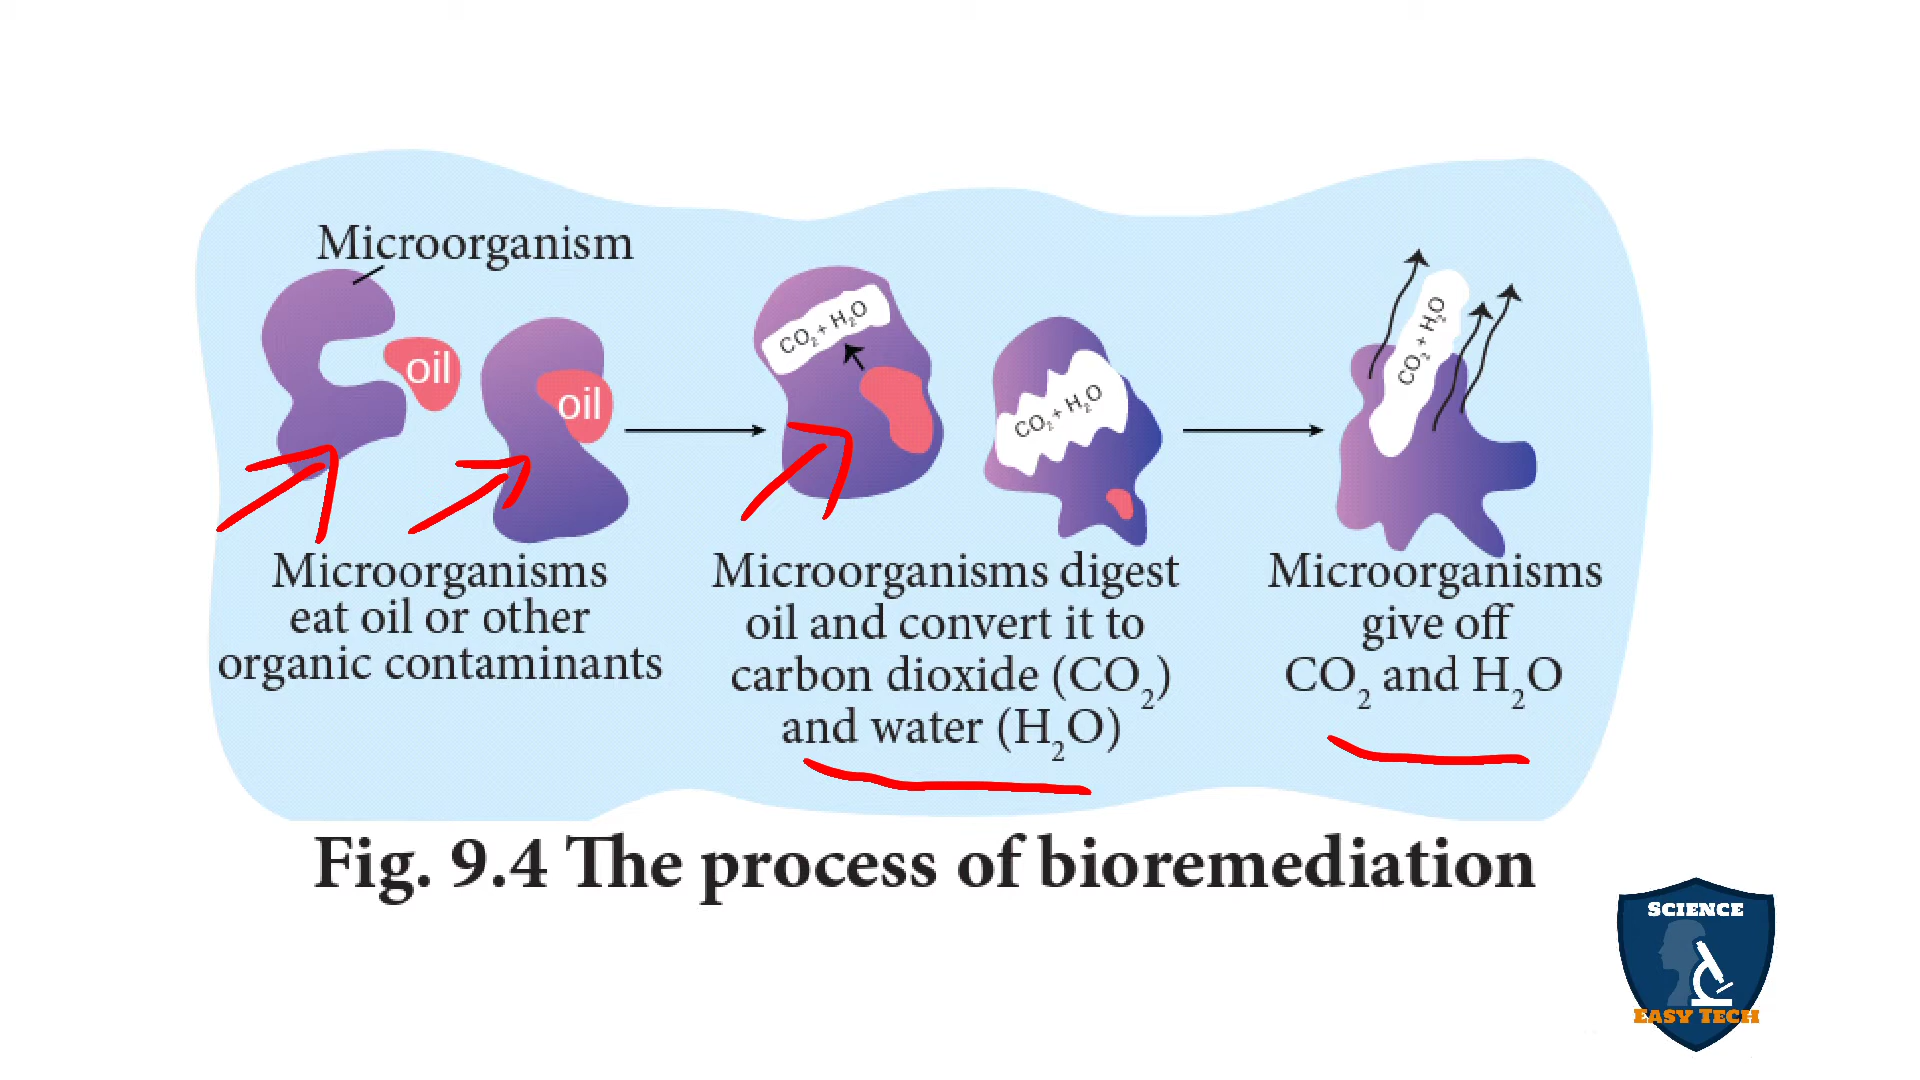 Microorganism
oil
oil
CO₂+ H₂O
CO₂+ H₂O
CO₂+ H₂O
Microorganisms
eat oil or other
organic contaminants
Microorganisms digest
oil and convert it to
carbon dioxide (CO₂)
and water (H₂O)
Microorganisms
give off
CO₂ and H₂O
Fig. 9.4 The process of bioremediation
SCIENCE
EASY TECH